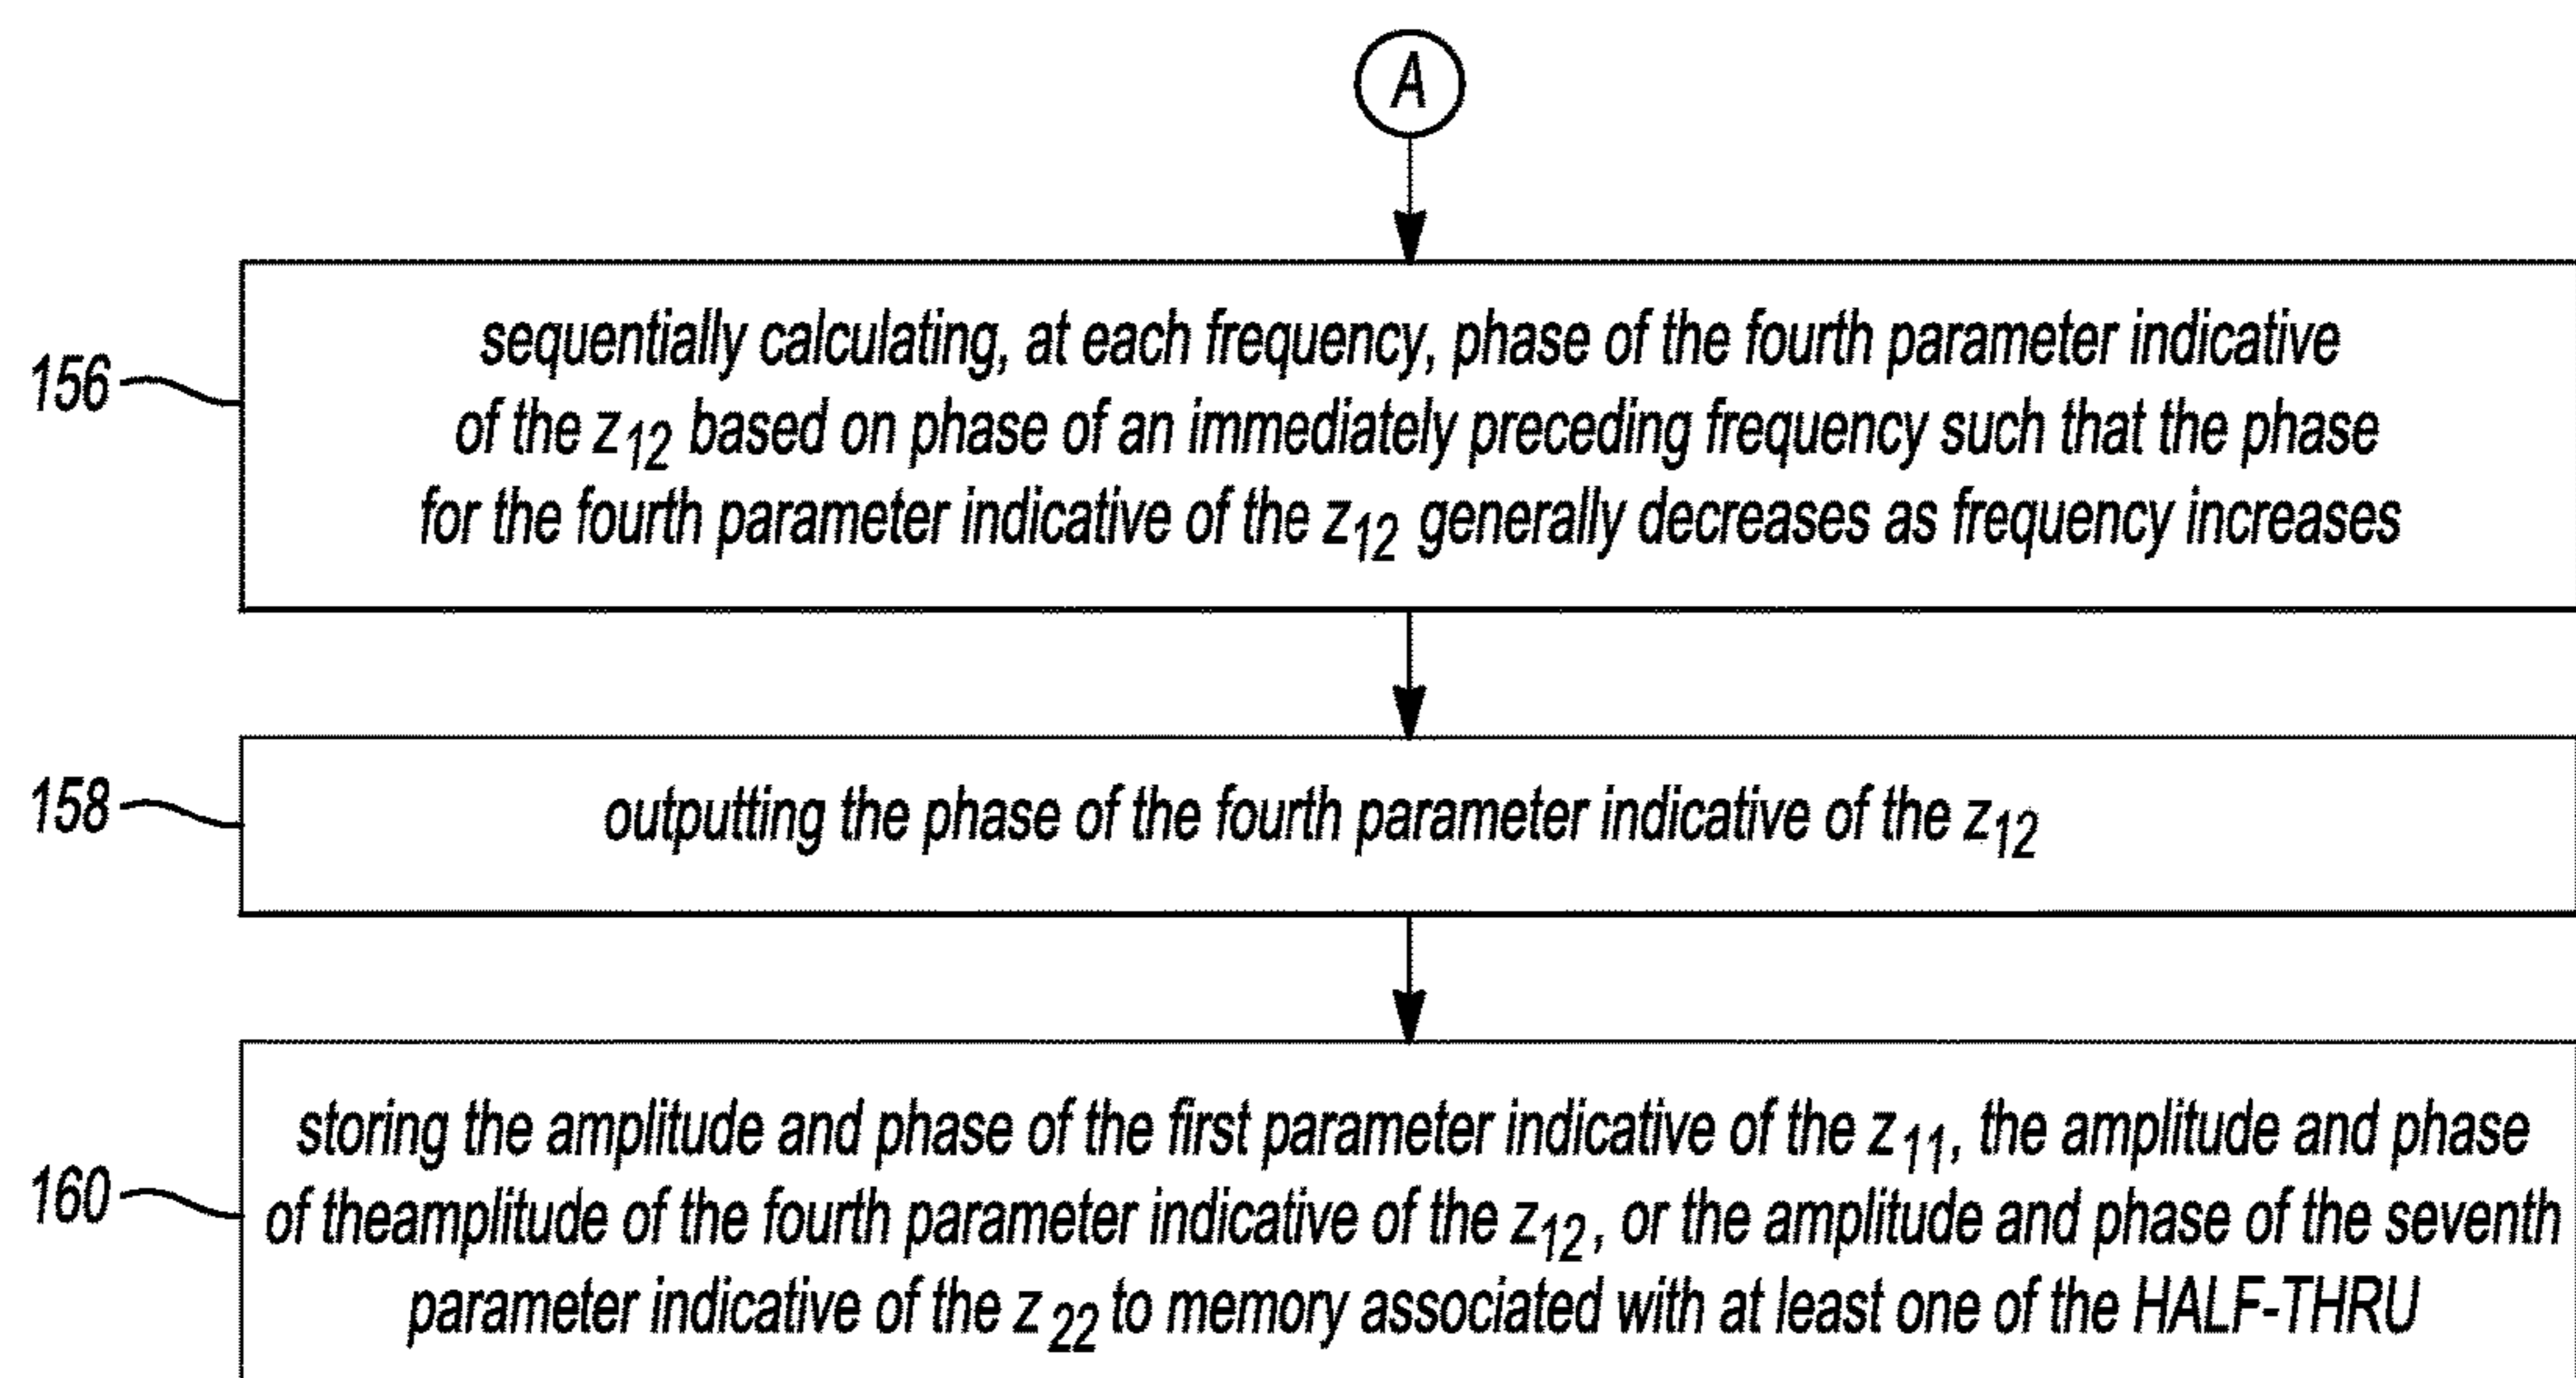 A
156
sequentially calculating, at each frequency, phase of the fourth parameter indicative
of the z12 based on phase of an immediately preceding frequency such that the phase
for the fourth parameter indicative of the z12 generally decreases as frequency increases
158
outputting the phase of the fourth parameter indicative of the z12
160
storing the amplitude and phase of the first parameter indicative of the z11, the amplitude and phase
of theamplitude of the fourth parameter indicative of the z12, or the amplitude and phase of the seventh
parameter indicative of the z22 to memory associated with at least one of the HALF-THRU